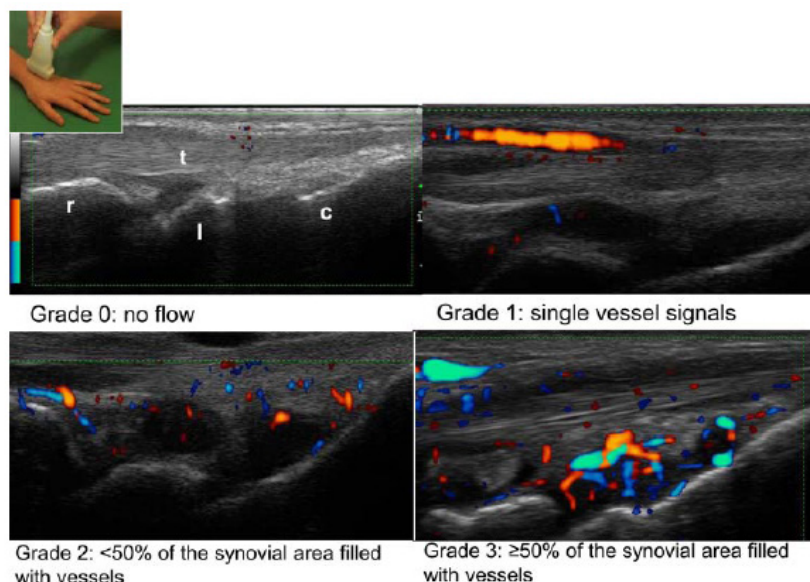 t
r
l
c
Grade 0: no flow
Grade 1: single vessel signals
Grade 2: <50% of the synovial area filled
with vessels
Grade 3: ≥50% of the synovial area filled
with vessels